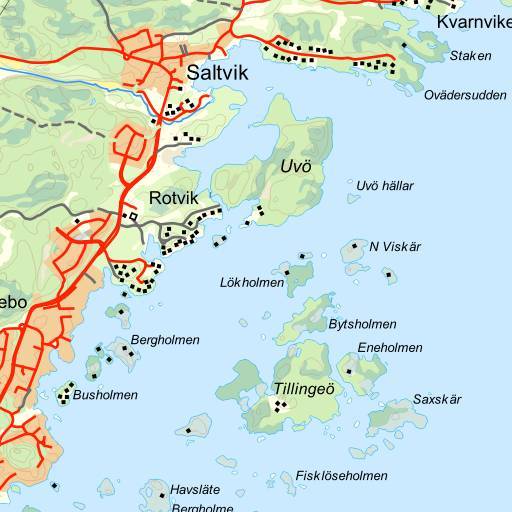 Kvarnvike
Staken
Saltvik
Ovädersudden
Uvö
Uvö hällar
Rotvik
N Viskär
Lökholmen
ebo
Bytsholmen
Bergholmen
Eneholmen
Tillingeö
Busholmen
Saxskär
Fisklöseholmen
Havsläte
Bergholme